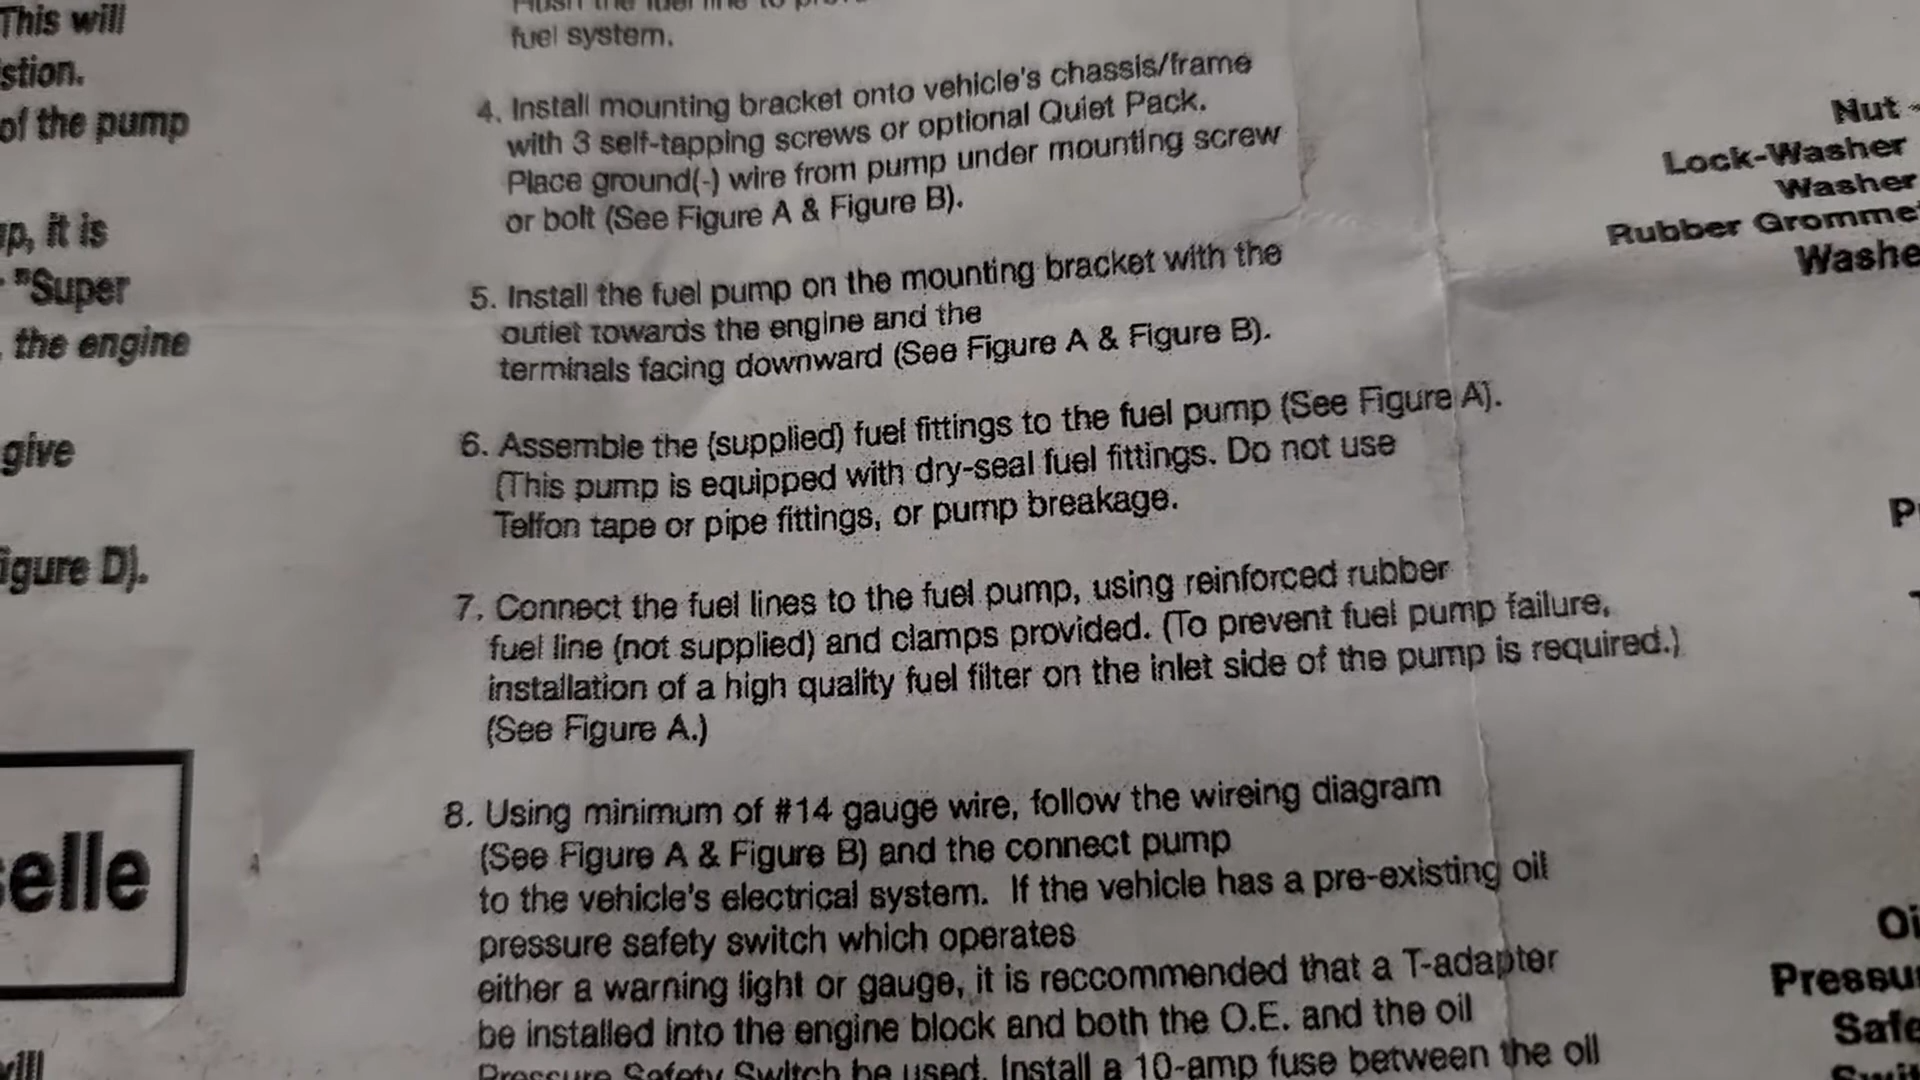 This will
stion.
of the pump
it is
"Super
the engine
give
igure D).
elle
fuel system.
4. Install mounting bracket onto vehicle's chassis/frame
with 3 self-tapping screws or optional Quiet Pack.
Place ground(-) wire from pump under mounting screw
or bolt (See Figure A & Figure B).
5. Install the fuel pump on the mounting bracket with the
outlet towards the engine and the
terminals facing downward (See Figure A & Figure B).
6. Assemble the (supplied) fuel fittings to the fuel pump (See Figure A).
(This pump is equipped with dry-seal fuel fittings. Do not use
Telfon tape or pipe fittings, or pump breakage.
7. Connect the fuel lines to the fuel pump, using reinforced rubber
fuel line (not supplied) and clamps provided. (To prevent fuel pump failure,
installation of a high quality fuel filter on the inlet side of the pump is required.)
(See Figure A.)
8. Using minimum of #14 gauge wire, follow the wireing diagram
(See Figure A & Figure B) and the connect pump
to the vehicle's electrical system. If the vehicle has a pre-existing oil
pressure safety switch which operates
either a warning light or gauge, it is reccommended that a T-adapter
be installed into the engine block and both the O.E. and the oil
Pressure Safety Switch be used. Install a 10-amp fuse between the oil
Nut
Lock-Washer
Washer
Rubber Gromme
Washe
Oi
Pressu
Safe